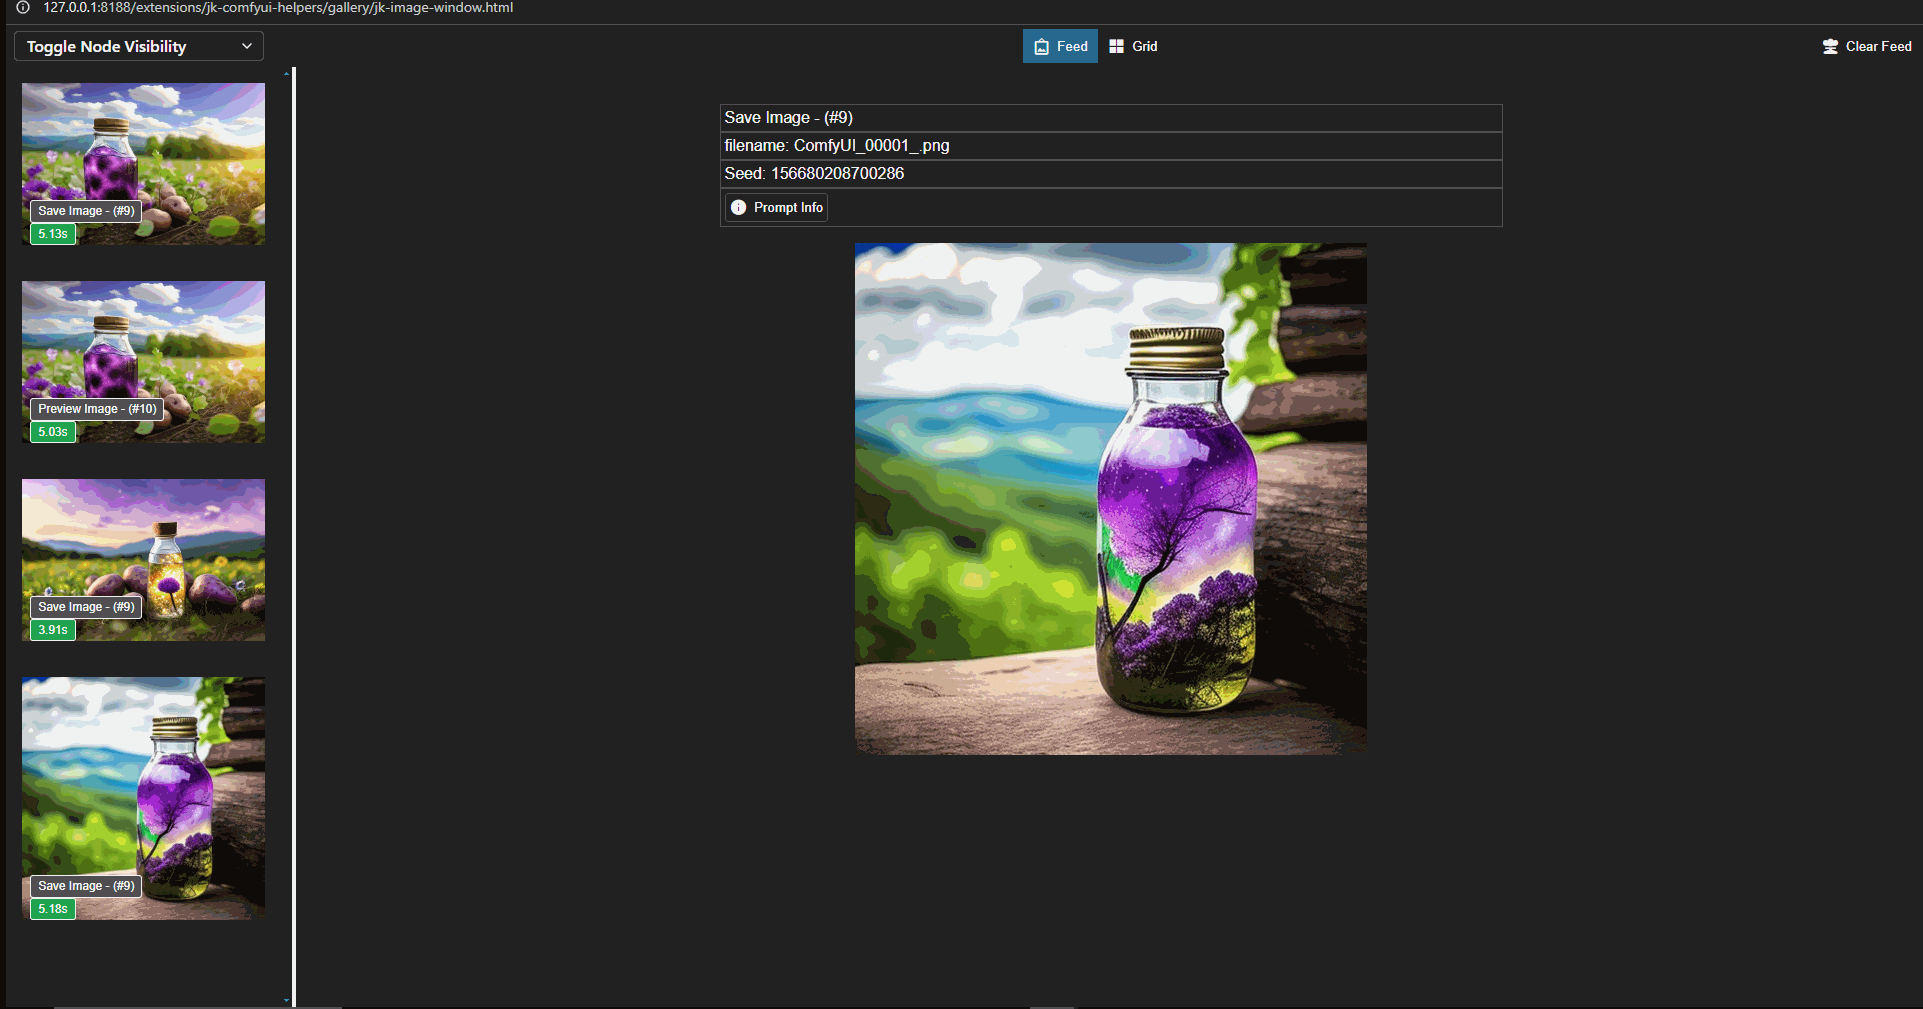 127.0.0.1:8188/extensions/jk-comfyui-helpers/gallery/jk-image-window.html
Toggle Node Visibility
Feed
Grid
Clear Feed
Save Image - (#9)
5.13s
Preview Image - (#10)
5.03s
Save Image - (#9)
3.91s
Save Image - (#9)
5.18s
Save Image - (#9)
filename: ComfyUI_00001_.png
Seed: 156680208700286
Prompt Info